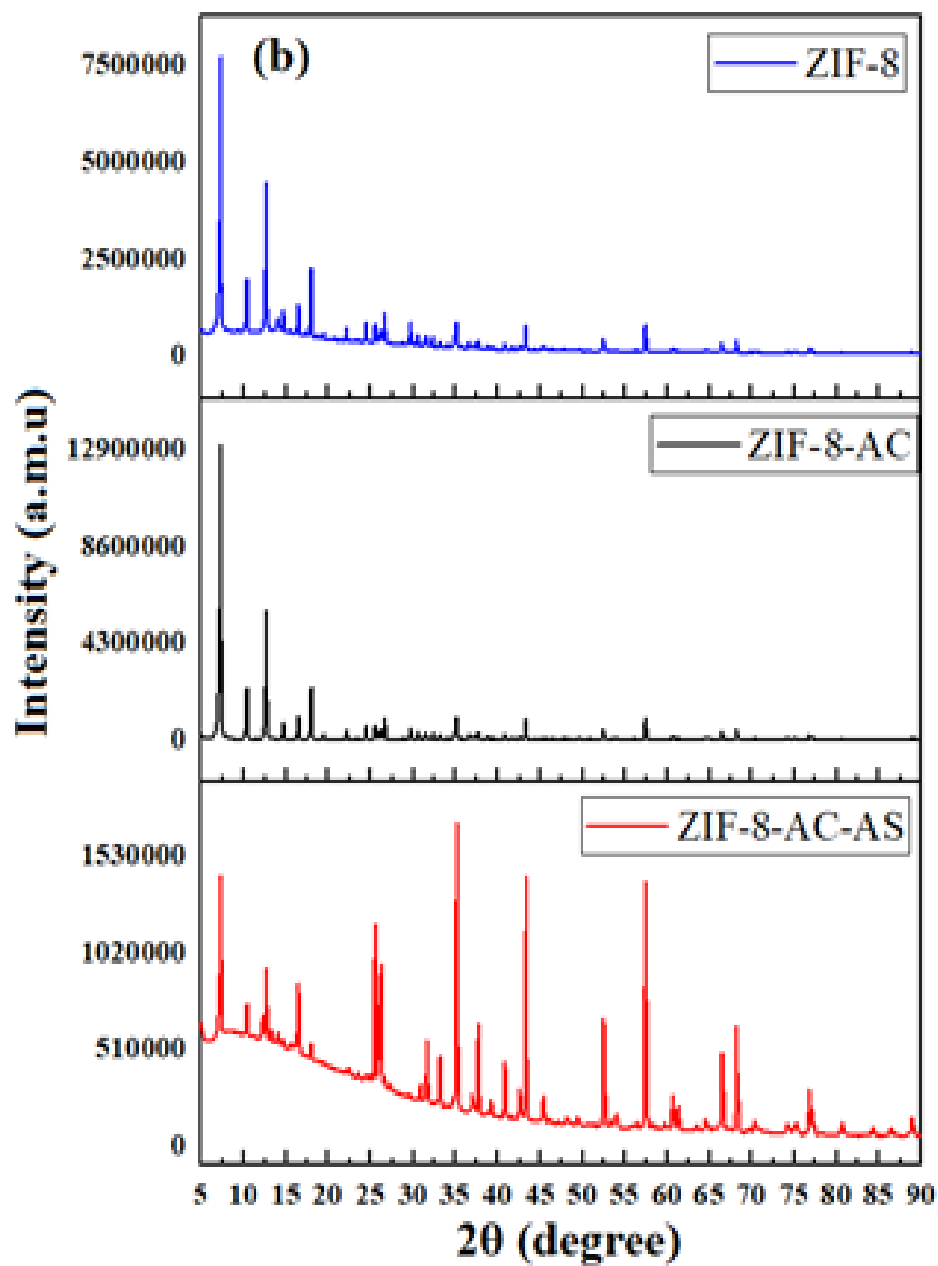 (b)
ZIF-8
7500000
5000000
2500000
0
ZIF-8-AC
12900000
8600000
4300000
0
ZIF-8-AC-AS
1530000
1020000
510000
0
Intensity (a.m.u)
5 10 15 20 25 30 35 40 45 50 55 60 65 70 75 80 85 90
2θ (degree)